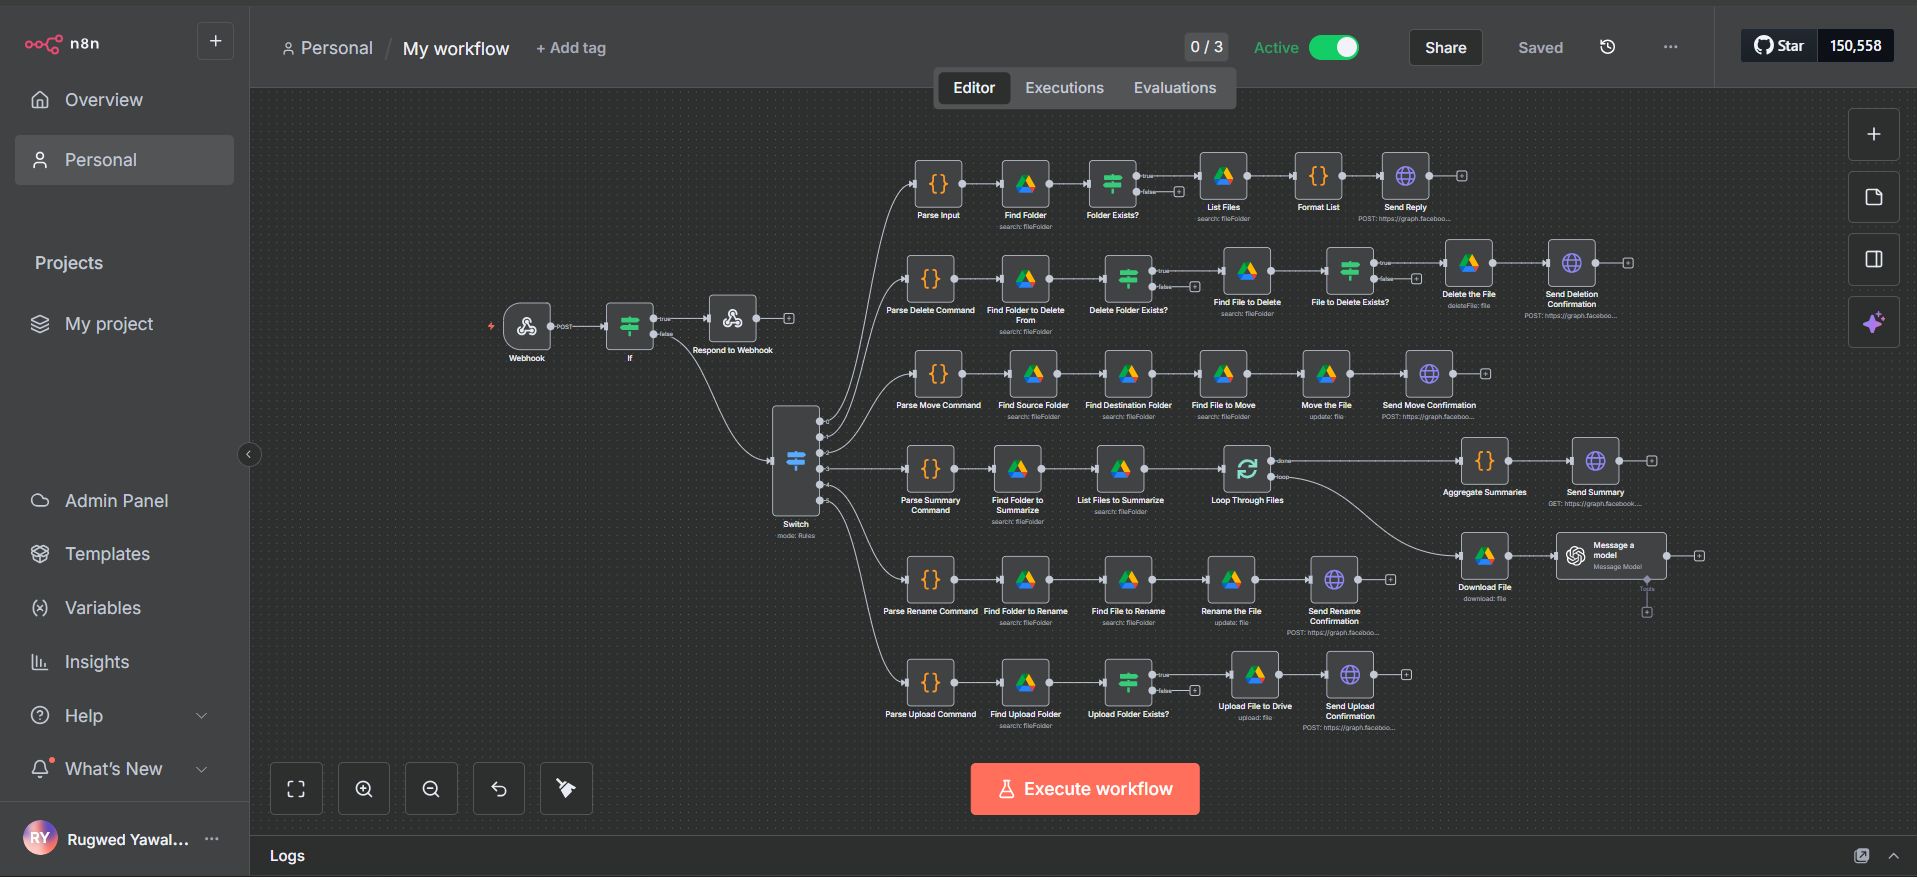 n8n
+
Personal / My workflow + Add tag
0 / 3
Active
Share
Saved
Star 150,558
Editor Executions Evaluations
Overview
Personal
Projects
My project
Admin Panel
Templates
Variables
Insights
Help
What's New
RY Rugwed Yawal...
Webhook
POST
If
true
false
Respond to Webhook
Switch
mode: Rules
0
1
2
3
4
5
Parse Input
Find Folder
search: fileFolder
Folder Exists?
true
false
List Files
search: fileFolder
Format List
Send Reply
POST: https://graph.faceboo...
Parse Delete Command
Find Folder to Delete
From
search: fileFolder
Delete Folder Exists?
true
false
Find File to Delete
search: fileFolder
File to Delete Exists?
true
false
Delete the File
deleteFile: file
Send Deletion
Confirmation
POST: https://graph.faceboo...
Parse Move Command
Find Source Folder
search: fileFolder
Find Destination Folder
search: fileFolder
Find File to Move
search: fileFolder
Move the File
update: file
Send Move Confirmation
POST: https://graph.faceboo...
Parse Summary
Command
Find Folder to
Summarize
search: fileFolder
List Files to Summarize
search: fileFolder
Loop Through Files
done
loop
Aggregate Summaries
Send Summary
GET: https://graph.facebook....
Download File
download: file
Message a
model
Message Model
Tools
Parse Rename Command
Find Folder to Rename
search: fileFolder
Find File to Rename
search: fileFolder
Rename the File
update: file
Send Rename
Confirmation
POST: https://graph.faceboo...
Parse Upload Command
Find Upload Folder
search: fileFolder
Upload Folder Exists?
true
false
Upload File to Drive
upload: file
Send Upload
Confirmation
POST: https://graph.faceboo...
Execute workflow
Logs